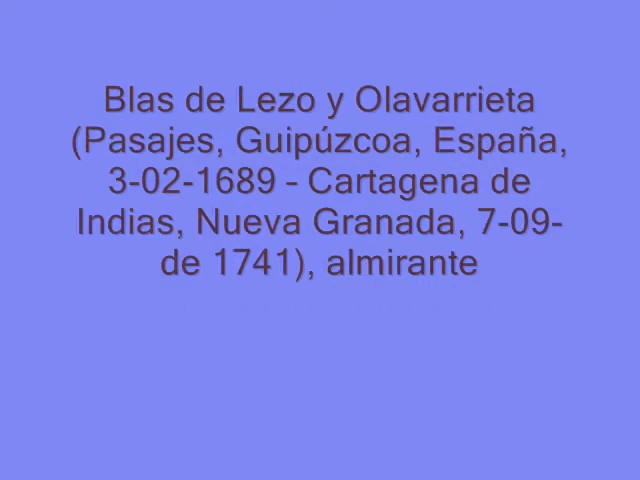 Blas de Lezo y Olavarrieta
(Pasajes, Guipúzcoa, España,
3-02-1689 – Cartagena de
Indias, Nueva Granada, 7-09-
de 1741), almirante